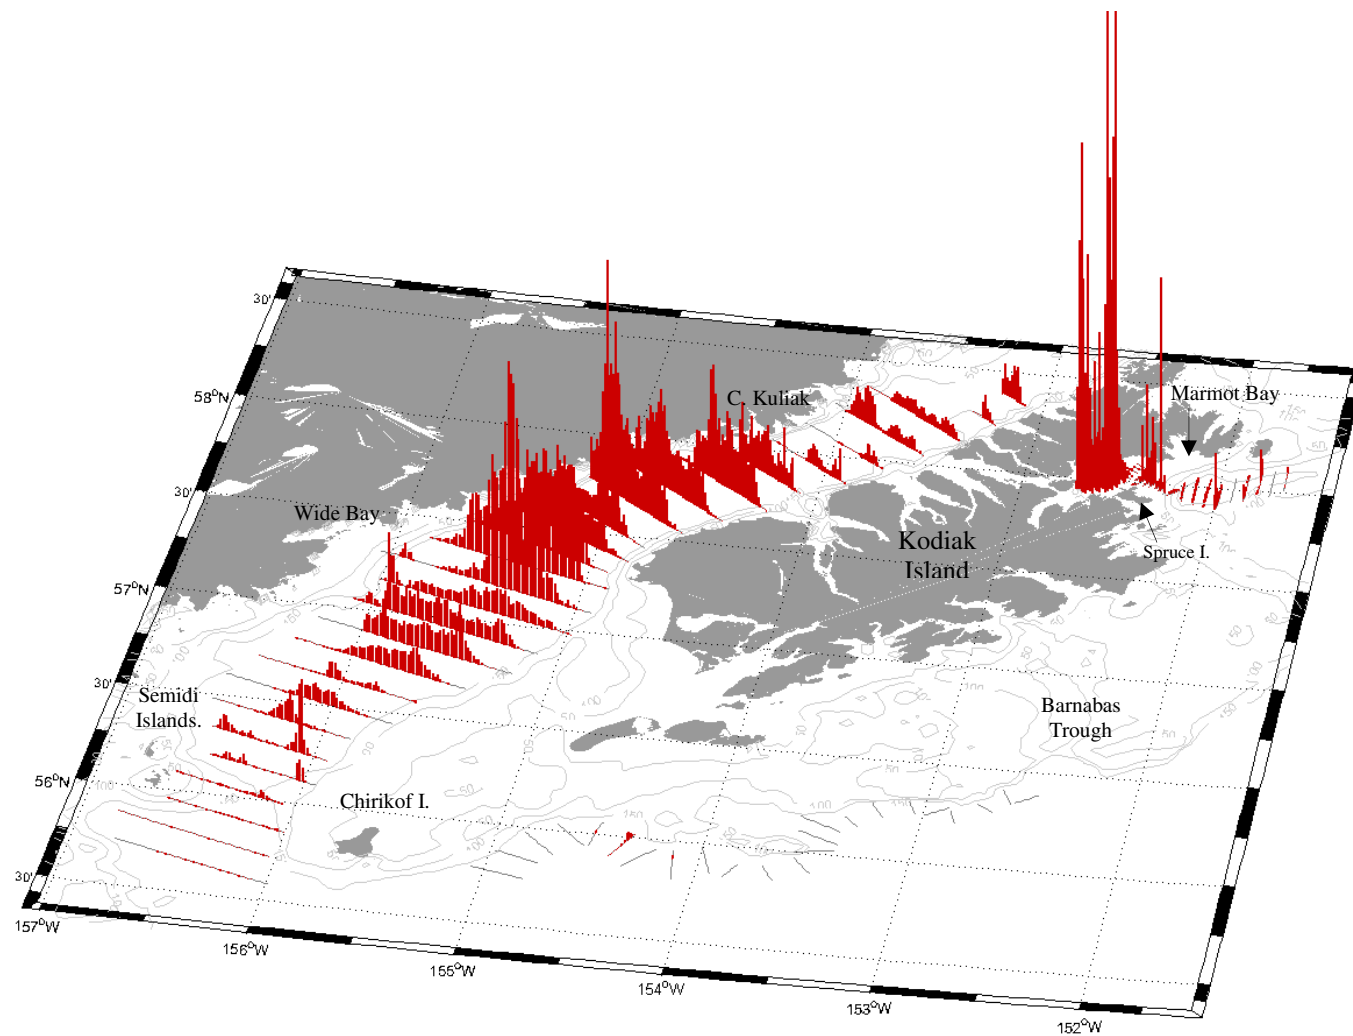 30'
58°N
30'
57°N
30'
56°N
30'
157°W
156°W
155°W
154°W
153°W
152°W
C. Kuliak
Marmot Bay
Wide Bay
Kodiak
Island
Spruce I.
Semidi
Islands.
Barnabas
Trough
Chirikof I.